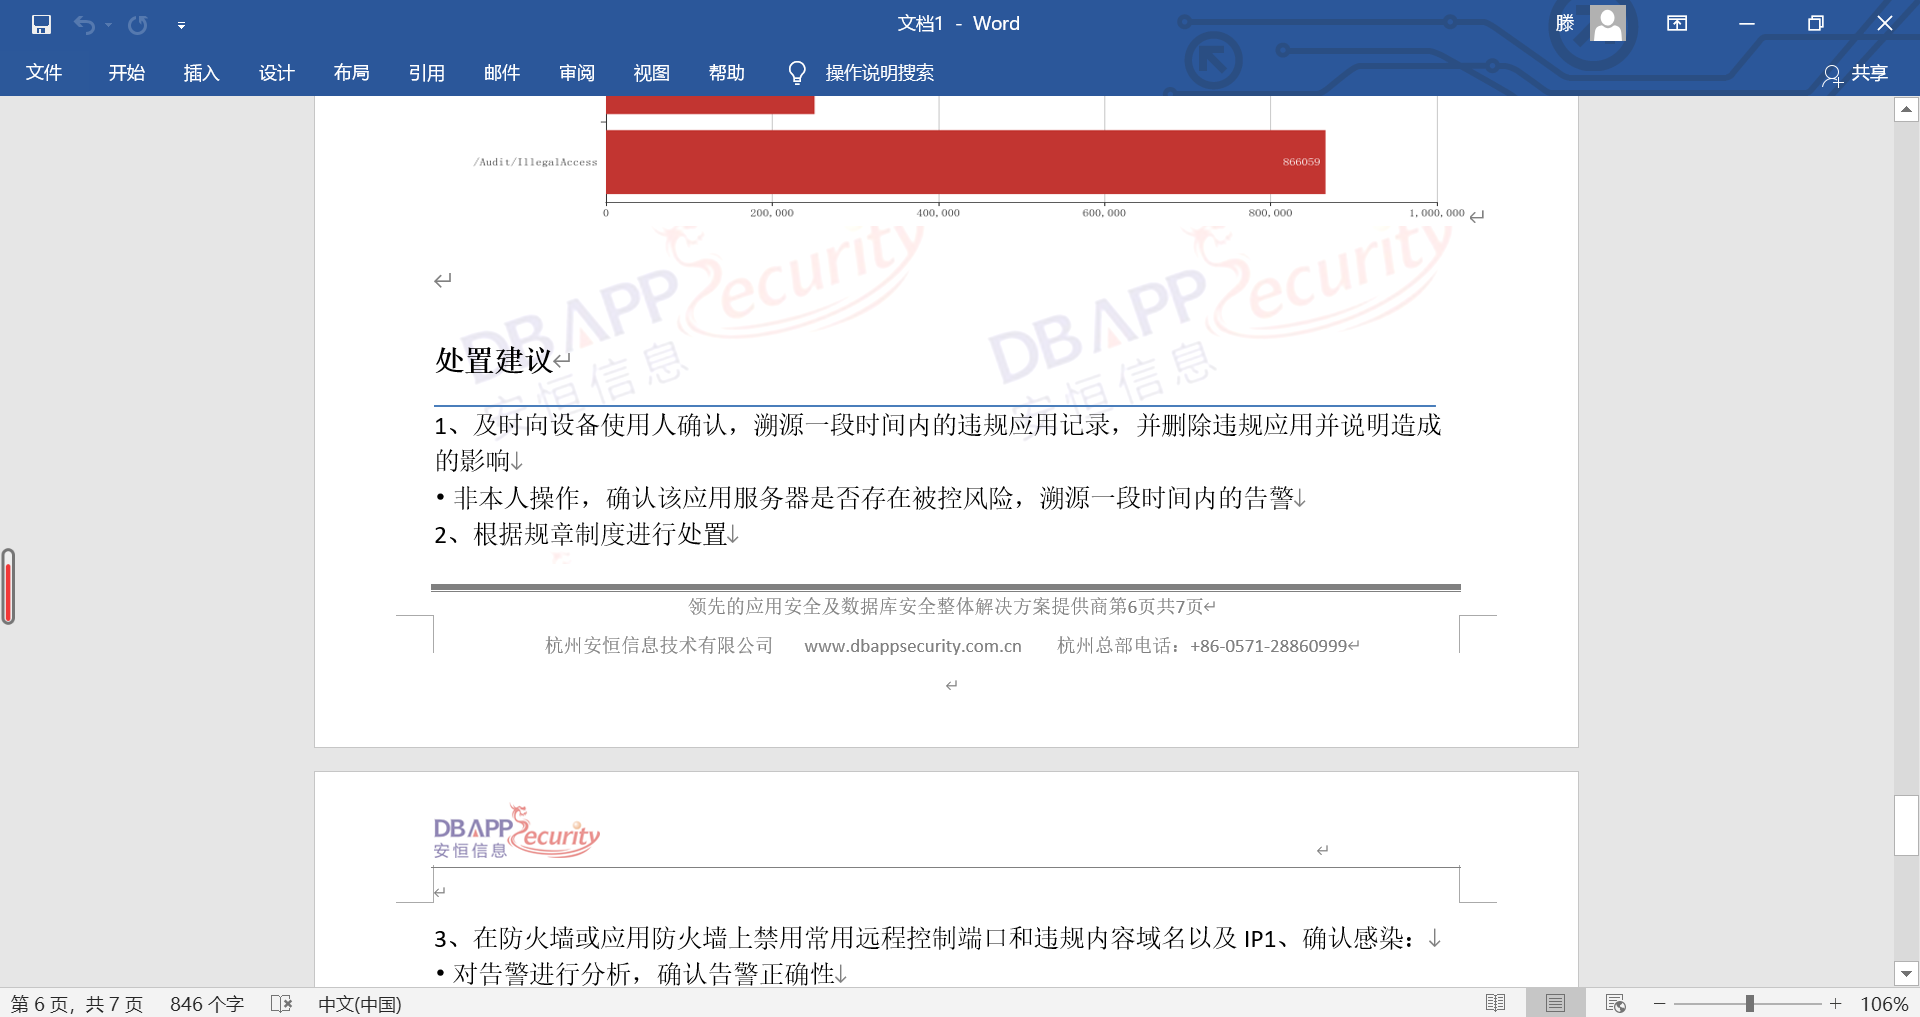 文档1 - Word
滕
文件 开始 插入 设计 布局 引用 邮件 审阅 视图 帮助 操作说明搜索 共享
/Audit/IllegalAccess 866059
0 200,000 400,000 600,000 800,000 1,000,000
DBAPPSecurity DBAPPSecurity
安恒信息 安恒信息
处置建议
1、及时向设备使用人确认，溯源一段时间内的违规应用记录，并删除违规应用并说明造成
的影响
• 非本人操作，确认该应用服务器是否存在被控风险，溯源一段时间内的告警
2、根据规章制度进行处置
领先的应用安全及数据库安全整体解决方案提供商第6页共7页
杭州安恒信息技术有限公司 www.dbappsecurity.com.cn 杭州总部电话：+86-0571-28860999
DBAPPSecurity
安恒信息
3、在防火墙或应用防火墙上禁用常用远程控制端口和违规内容域名以及 IP1、确认感染：
• 对告警进行分析，确认告警正确性
第 6 页，共 7 页 846 个字 中文(中国) 106%